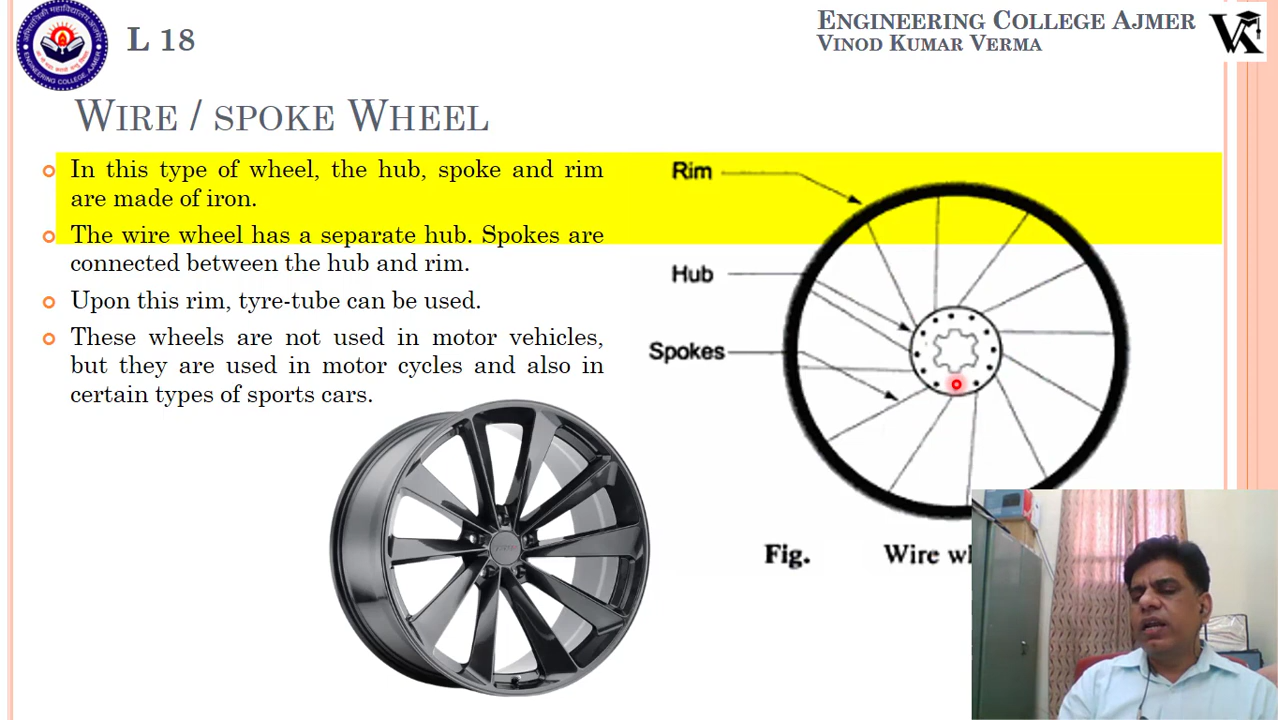 L 18
ENGINEERING COLLEGE AJMER
VINOD KUMAR VERMA
WIRE / SPOKE WHEEL
In this type of wheel, the hub, spoke and rim
are made of iron.
The wire wheel has a separate hub. Spokes are
connected between the hub and rim.
Upon this rim, tyre-tube can be used.
These wheels are not used in motor vehicles,
but they are used in motor cycles and also in
certain types of sports cars.
Rim
Hub
Spokes
Fig. Wire